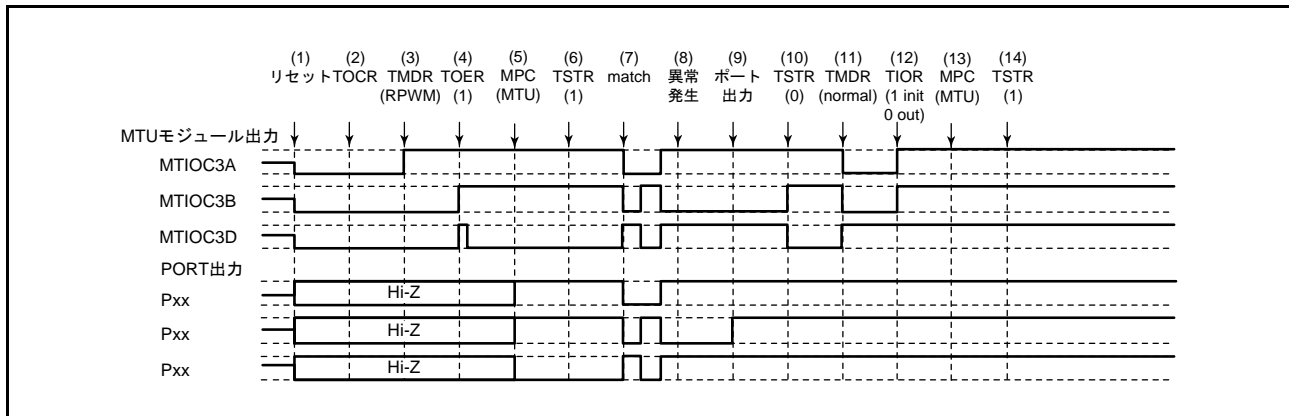 (1) (2) (3) (4) (5) (6) (7) (8) (9) (10) (11) (12) (13) (14)
リセット TOCR TMDR TOER MPC TSTR match 異常 ポート TSTR TMDR TIOR MPC TSTR
(RPWM) (1) (MTU) (1) 発生 出力 (0) (normal) (1 init (MTU) (1)
0 out)
MTUモジュール出力
MTIOC3A
MTIOC3B
MTIOC3D
PORT出力
Pxx Hi-Z
Pxx Hi-Z
Pxx Hi-Z